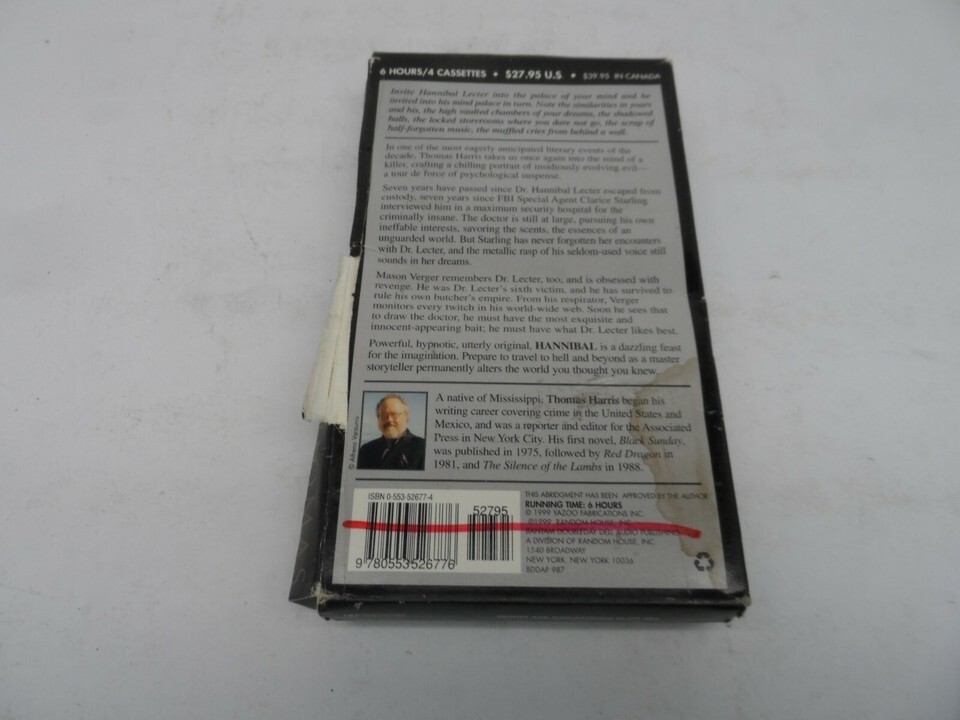 6 HOURS/4 CASSETTES • $27.95 U.S. • $39.95 IN CANADA
Invite Hannibal Lecter into the palace of your mind and be
invited into his mind palace in turn. Note the similarities in yours
and his, the high vaulted chambers of your dreams, the shadowed
halls, the locked storerooms where you dare not go, the scrap of
half-forgotten music, the muffled cries from behind a wall.
In one of the most eagerly anticipated literary events of the
decade, Thomas Harris takes us once again into the mind of a
killer, crafting a chilling portrait of insidiously evolving evil—
a tour de force of psychological suspense.
Seven years have passed since Dr. Hannibal Lecter escaped from
custody, seven years since FBI Special Agent Clarice Starling
interviewed him in a maximum security hospital for the
criminally insane. The doctor is still at large, pursuing his own
ineffable interests, savoring the scents, the essences of an
unguarded world. But Starling has never forgotten her encounters
with Dr. Lecter, and the metallic rasp of his seldom-used voice still
sounds in her dreams.
Mason Verger remembers Dr. Lecter, too, and is obsessed with
revenge. He was Dr. Lecter's sixth victim, and he has survived to
rule his own butcher's empire. From his respirator, Verger
monitors every twitch in his world-wide web. Soon he sees that
to draw the doctor, he must have the most exquisite and
innocent-appearing bait; he must have what Dr. Lecter likes best.
Powerful, hypnotic, utterly original, HANNIBAL is a dazzling feast
for the imagination. Prepare to travel to hell and beyond as a master
storyteller permanently alters the world you thought you knew.
A native of Mississippi, Thomas Harris began his
writing career covering crime in the United States and
Mexico, and was a reporter and editor for the Associated
Press in New York City. His first novel, Black Sunday,
was published in 1975, followed by Red Dragon in
1981, and The Silence of the Lambs in 1988.
ISBN 0-553-52677-4
52795
9 780553 526776
THIS ABRIDGMENT HAS BEEN APPROVED BY THE AUTHOR
RUNNING TIME: 6 HOURS
© 1999 YAZOO FABRICATIONS INC.
℗1999 RANDOM HOUSE, INC.
BANTAM DOUBLEDAY DELL AUDIO PUBLISHING
A DIVISION OF RANDOM HOUSE, INC.
1540 BROADWAY
NEW YORK, NEW YORK 10036
BDDAP 987